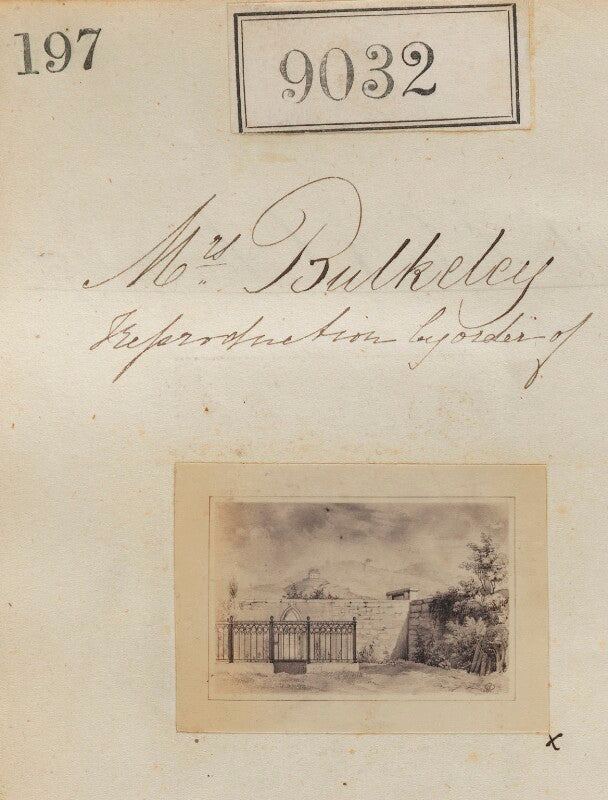 197
9032
Mrs Bulkeley
Reproduction by order of
x